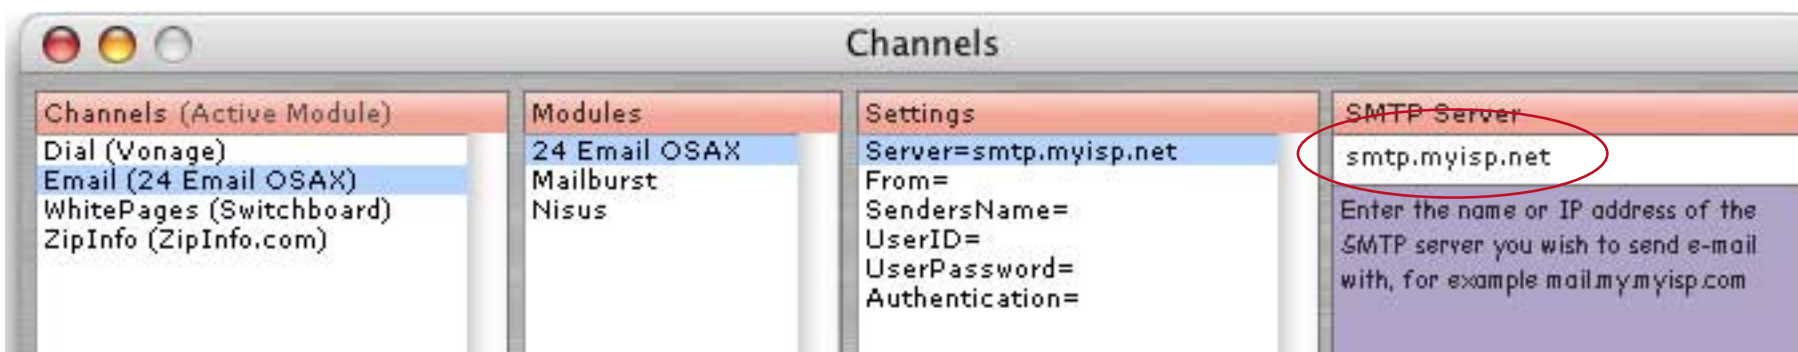 Channels
Channels (Active Module)
Dial (Vonage)
Email (24 Email OSAX)
WhitePages (Switchboard)
ZipInfo (ZipInfo.com)
Modules
24 Email OSAX
Mailburst
Nisus
Settings
Server=smtp.myisp.net
From=
SendersName=
UserID=
UserPassword=
Authentication=
SMTP Server
smtp.myisp.net
Enter the name or IP address of the
SMTP server you wish to send e-mail
with, for example mail.my.myisp.com